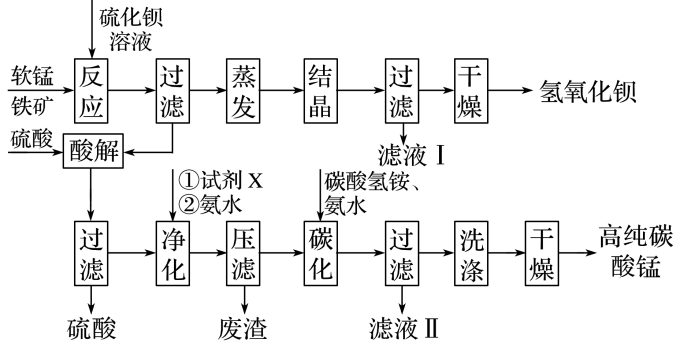 硫化钡
溶液
软锰
铁矿
反应
过滤
蒸发
结晶
过滤
干燥
氢氧化钡
硫酸
酸解
滤液Ⅰ
①试剂X
②氨水
碳酸氢铵、
氨水
过滤
净化
压滤
碳化
过滤
洗涤
干燥
高纯碳
酸锰
硫酸
废渣
滤液Ⅱ